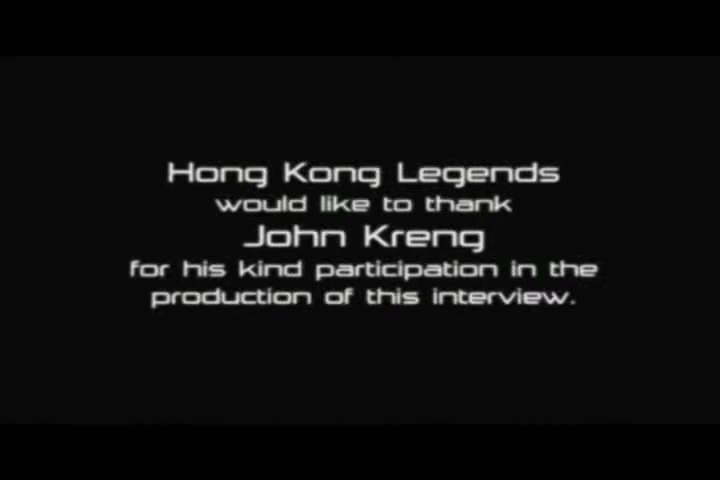 Hong Kong Legends
would like to thank
John Kreng
for his kind participation in the
production of this interview.